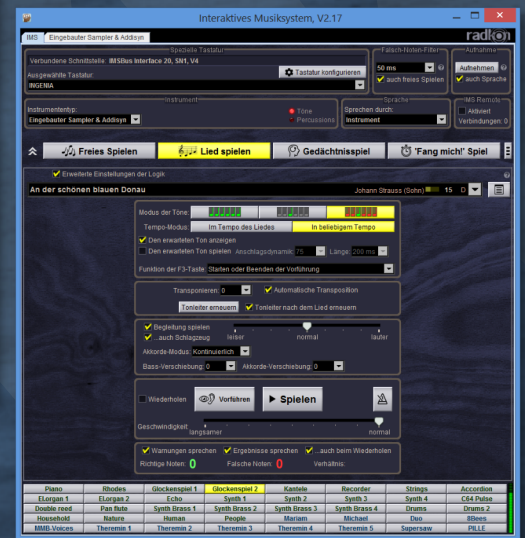 Interaktives Musiksystem, V2.17
IMS Eingebauter Sampler & Addisyn radkon
Spezielle Tastatur Falsch-Noten-Filter Aufnahme
Verbundene Schnittstelle: IMSBus Interface 20, SN1, V4
50 ms Aufnehmen
Ausgewählte Tastatur: Tastatur konfigurieren
auch freies Spielen auch Sprache
INGENIA
Instrument Sprache IMS Remote
Instrumententyp: Töne Sprechen durch: Aktiviert
Eingebauter Sampler & Addisyn Percussions Instrument Verbindungen: 0
Freies Spielen Lied spielen Gedächtnisspiel 'Fang mich!' Spiel
Erweiterte Einstellungen der Logik
An der schönen blauen Donau Johann Strauss (Sohn) 15 D
Modus der Töne:
Tempo-Modus: Im Tempo des Liedes In beliebigem Tempo
Den erwarteten Ton anzeigen
Den erwarteten Ton spielen Anschlagsdynamik: 75 Länge: 200 ms
Funktion der F3-Taste: Starten oder Beenden der Vorführung
Transponieren: 0 Automatische Transposition
Tonleiter erneuern Tonleiter nach dem Lied erneuern
Begleitung spielen
...auch Schlagzeug leiser normal lauter
Akkorde-Modus: Kontinuierlich
Bass-Verschiebung: 0 Akkorde-Verschiebung: 0
Wiederholen Vorführen Spielen
Geschwindigkeit
langsamer normal
Warnungen sprechen Ergebnisse sprechen ...auch beim Wiederholen
Richtige Noten: 0 Falsche Noten: 0 Verhältnis:
Piano Rhodes Glockenspiel 1 Glockenspiel 2 Kantele Recorder Strings Accordion
ELorgan 1 ELorgan 2 Echo Synth 1 Synth 2 Synth 3 Synth 4 C64 Pulse
Double reed Pan flute Synth Brass 1 Synth Brass 2 Synth Brass 3 Synth Brass 4 Drums Drums 2
Household Nature Human People Mariam Michael Duo 8Bees
MMB-Voices Theremin 1 Theremin 2 Theremin 3 Theremin 4 Theremin 5 Supersaw PILLE